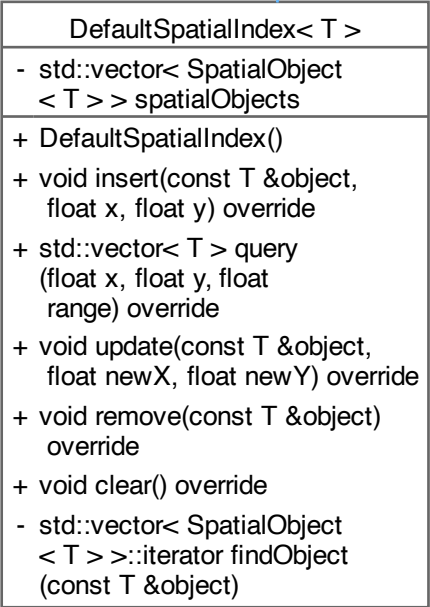 DefaultSpatialIndex< T >
- std::vector< SpatialObject
< T > > spatialObjects
+ DefaultSpatialIndex()
+ void insert(const T &object,
float x, float y) override
+ std::vector< T > query
(float x, float y, float
range) override
+ void update(const T &object,
float newX, float newY) override
+ void remove(const T &object)
override
+ void clear() override
- std::vector< SpatialObject
< T > >::iterator findObject
(const T &object)